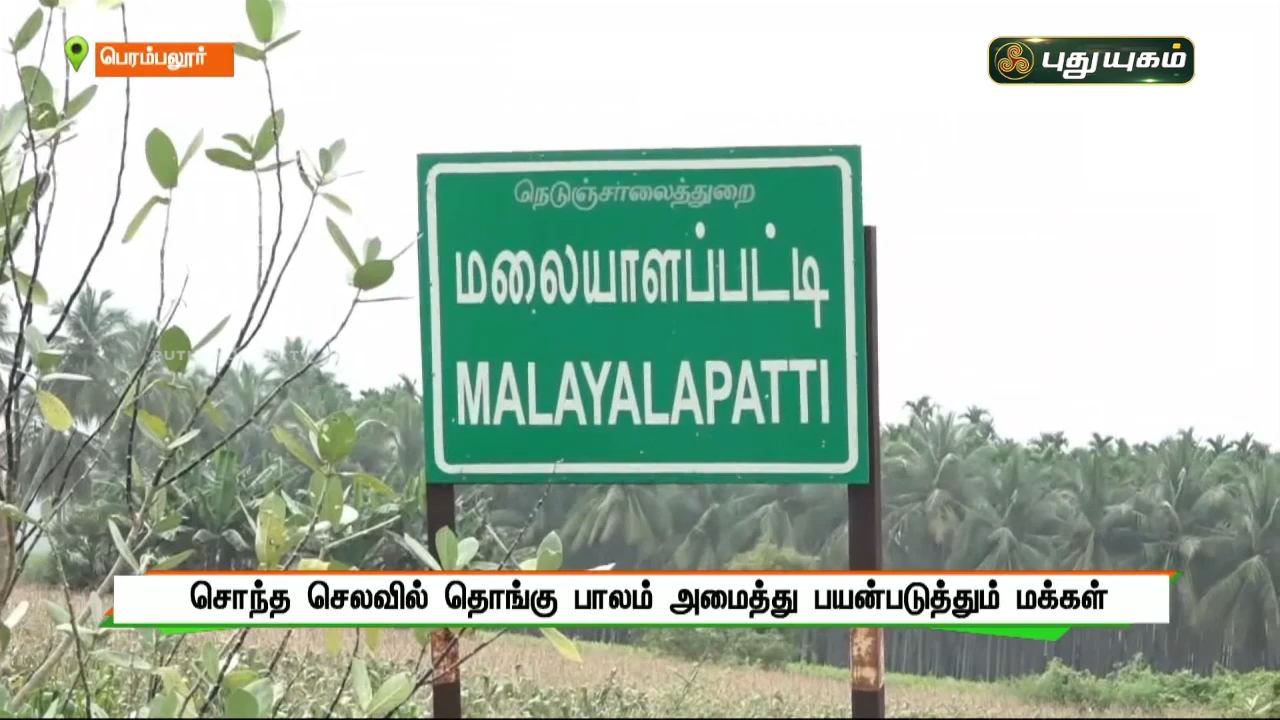 பெரம்பலூர்
புதுயுகம்
நெடுஞ்சாலைத்துறை
மலையாளப்பட்டி
MALAYALAPATTI
சொந்த செலவில் தொங்கு பாலம் அமைத்து பயன்படுத்தும் மக்கள்